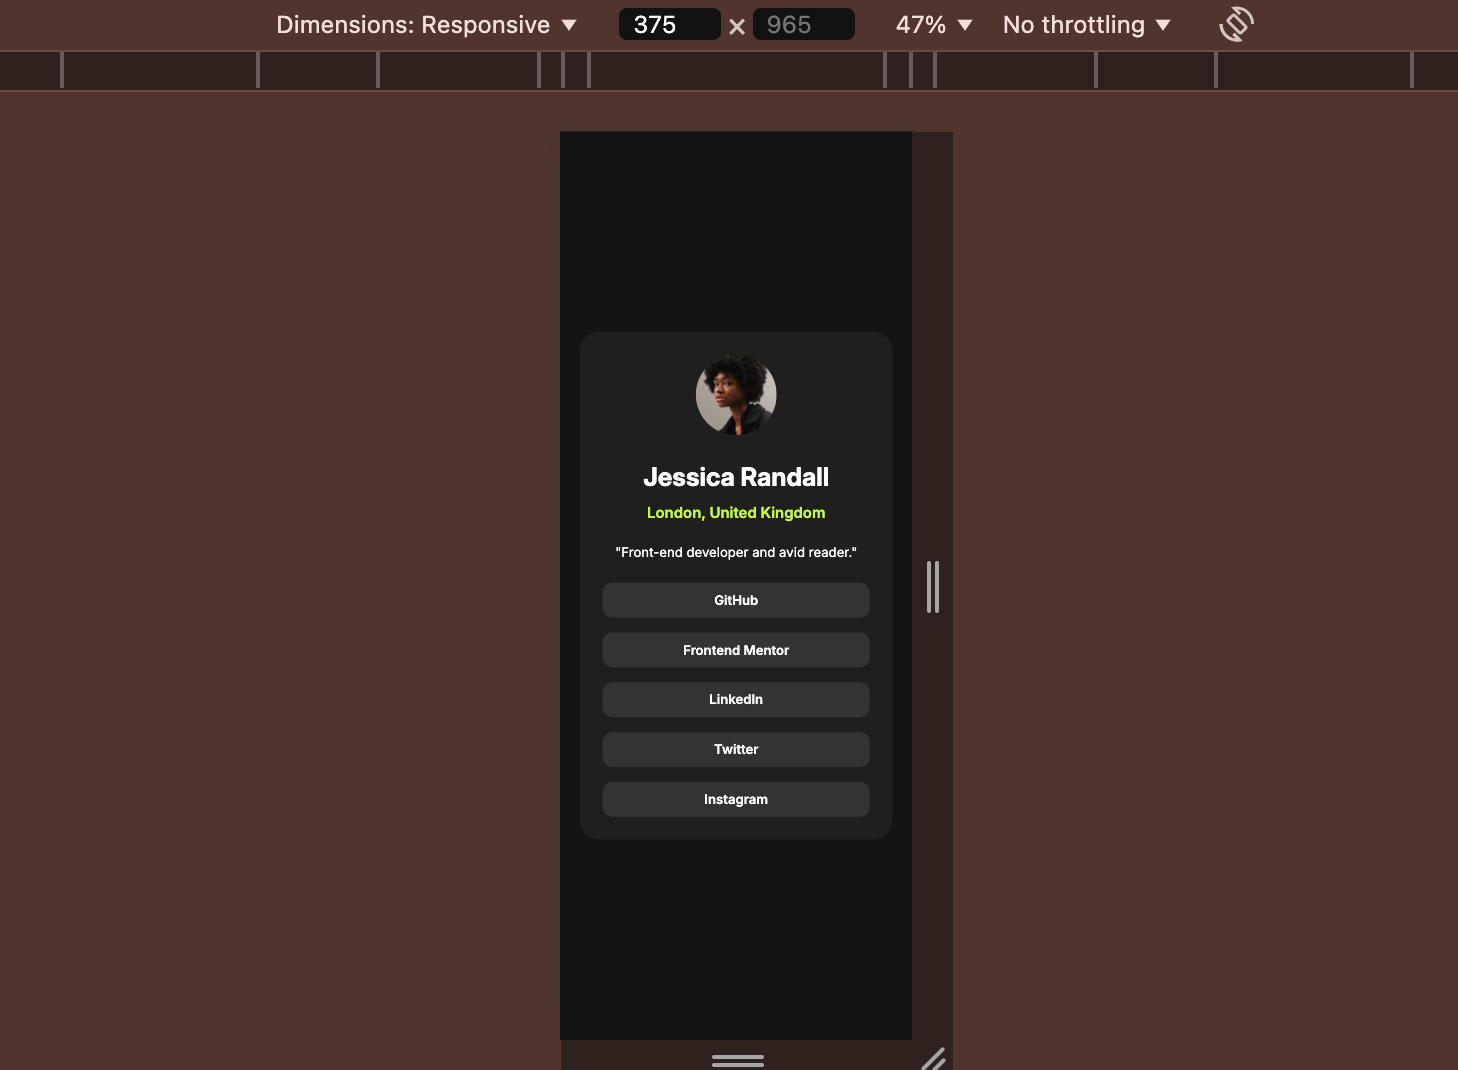 Dimensions: Responsive ▼ 375 × 965 47% ▼ No throttling ▼
Jessica Randall
London, United Kingdom
"Front-end developer and avid reader."
GitHub
Frontend Mentor
LinkedIn
Twitter
Instagram